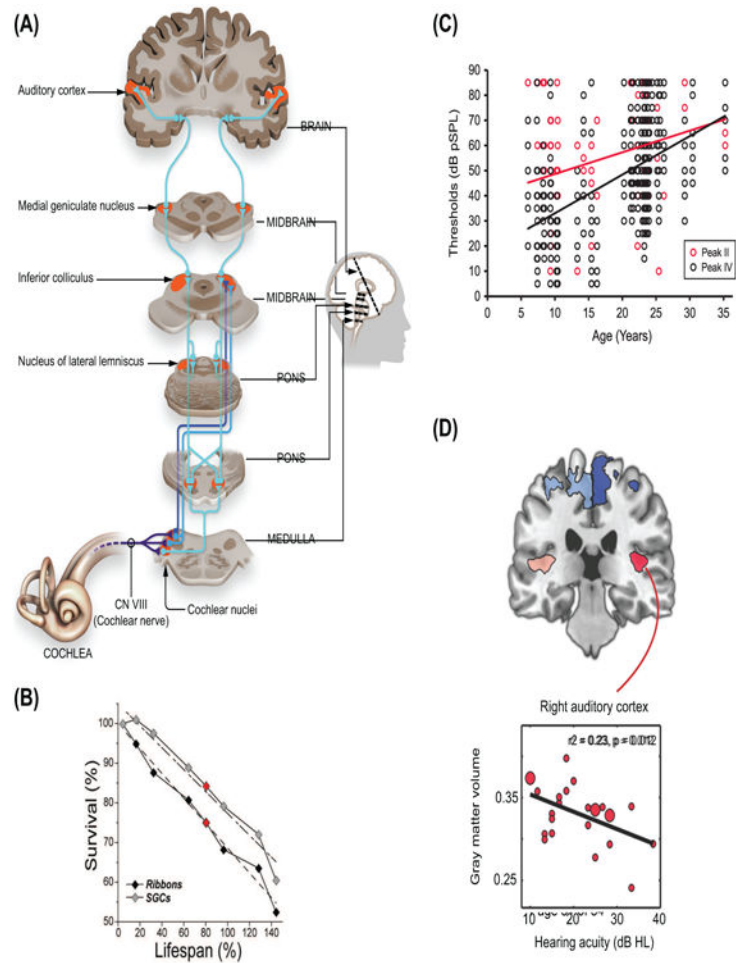 (A)
Auditory cortex
BRAIN
Medial geniculate nucleus
MIDBRAIN
Inferior colliculus
MIDBRAIN
Nucleus of lateral lemniscus
PONS
PONS
MEDULLA
CN VIII
(Cochlear nerve)
Cochlear nuclei
COCHLEA
(B)
100
90
80
70
60
50
Survival (%)
Ribbons
SGCs
0 20 40 60 80 100 120 140
Lifespan (%)
(C)
90
80
70
60
50
40
30
20
10
0
Thresholds (dB pSPL)
Peak II
Peak IV
5 10 15 20 25 30 35
Age (Years)
(D)
Right auditory cortex
r2 = 0.23, p = 0.012
Gray matter volume
0.35
0.25
10 20 30 40
Hearing acuity (dB HL)